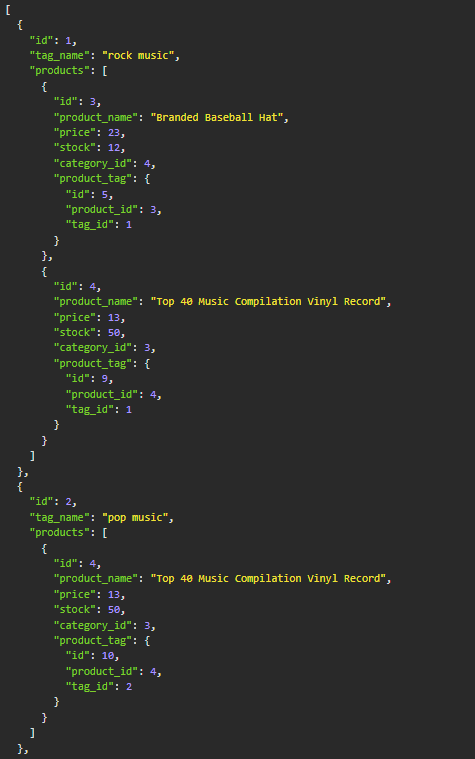 [
  {
    "id": 1,
    "tag_name": "rock music",
    "products": [
      {
        "id": 3,
        "product_name": "Branded Baseball Hat",
        "price": 23,
        "stock": 12,
        "category_id": 4,
        "product_tag": {
          "id": 5,
          "product_id": 3,
          "tag_id": 1
        }
      },
      {
        "id": 4,
        "product_name": "Top 40 Music Compilation Vinyl Record",
        "price": 13,
        "stock": 50,
        "category_id": 3,
        "product_tag": {
          "id": 9,
          "product_id": 4,
          "tag_id": 1
        }
      }
    ]
  },
  {
    "id": 2,
    "tag_name": "pop music",
    "products": [
      {
        "id": 4,
        "product_name": "Top 40 Music Compilation Vinyl Record",
        "price": 13,
        "stock": 50,
        "category_id": 3,
        "product_tag": {
          "id": 10,
          "product_id": 4,
          "tag_id": 2
        }
      }
    ]
  },